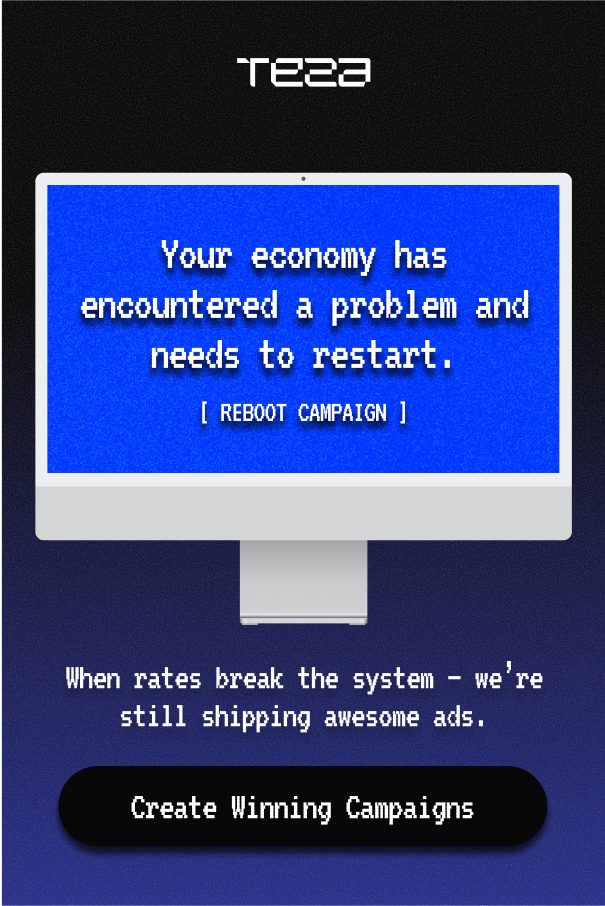 Teza
Your economy has
encountered a problem and
needs to restart.
[ REBOOT CAMPAIGN ]
When rates break the system – we’re
still shipping awesome ads.
Create Winning Campaigns